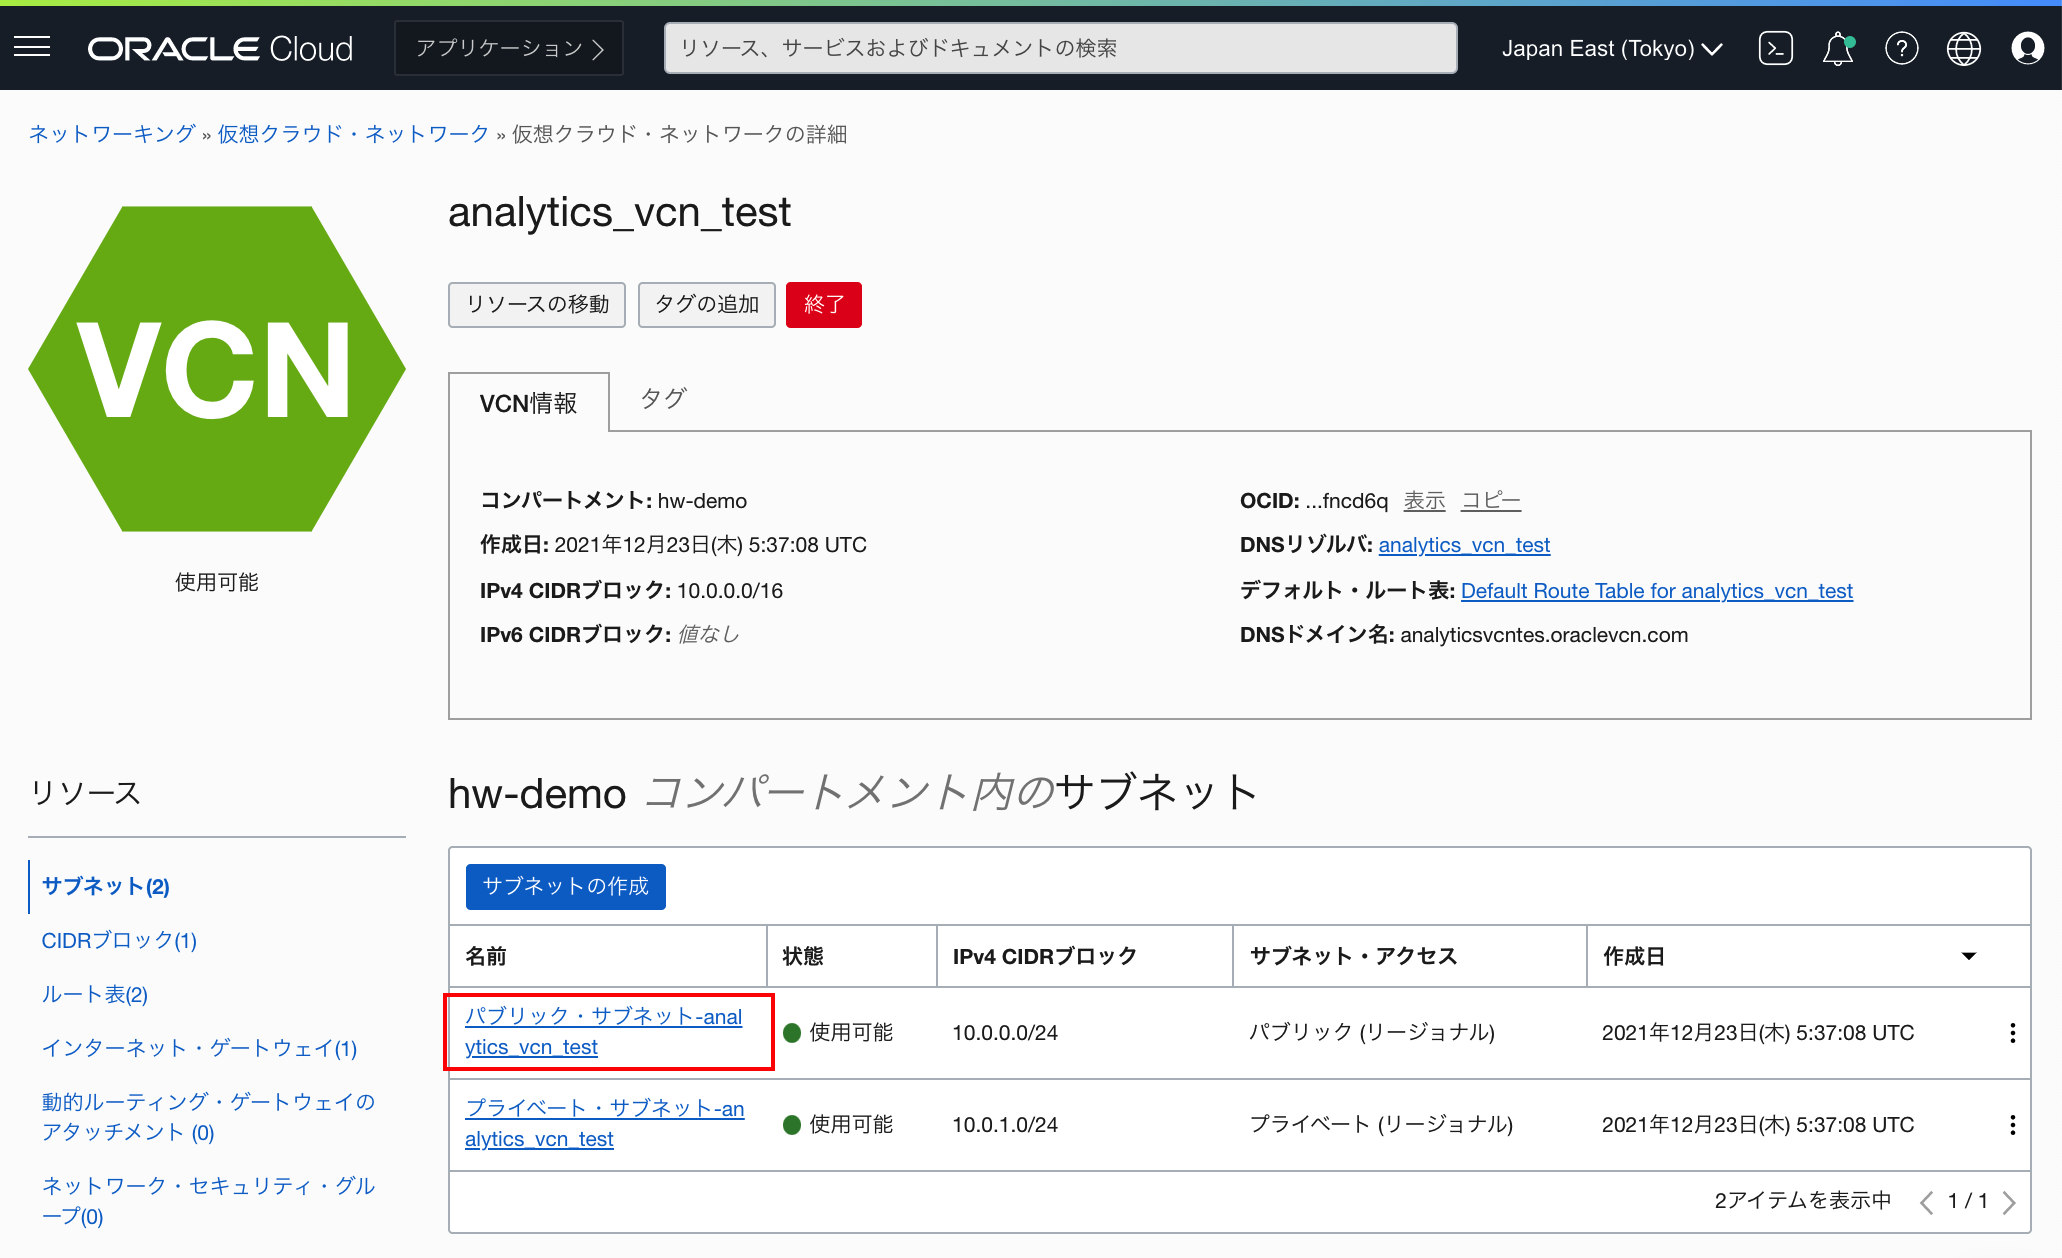 ORACLE Cloud
アプリケーション
リソース、サービスおよびドキュメントの検索
Japan East (Tokyo)
ネットワーキング » 仮想クラウド・ネットワーク » 仮想クラウド・ネットワークの詳細
VCN
使用可能
analytics_vcn_test
リソースの移動 タグの追加 終了
VCN情報 タグ
コンパートメント: hw-demo
作成日: 2021年12月23日(木) 5:37:08 UTC
IPv4 CIDRブロック: 10.0.0.0/16
IPv6 CIDRブロック: 値なし
OCID: ...fncd6q 表示 コピー
DNSリゾルバ: analytics_vcn_test
デフォルト・ルート表: Default Route Table for analytics_vcn_test
DNSドメイン名: analyticsvcntes.oraclevcn.com
リソース
サブネット(2)
CIDRブロック(1)
ルート表(2)
インターネット・ゲートウェイ(1)
動的ルーティング・ゲートウェイの
アタッチメント (0)
ネットワーク・セキュリティ・グル
ープ(0)
hw-demo コンパートメント内のサブネット
サブネットの作成
名前 状態 IPv4 CIDRブロック サブネット・アクセス 作成日
パブリック・サブネット-anal
ytics_vcn_test
使用可能 10.0.0.0/24 パブリック (リージョナル) 2021年12月23日(木) 5:37:08 UTC
プライベート・サブネット-an
alytics_vcn_test
使用可能 10.0.1.0/24 プライベート (リージョナル) 2021年12月23日(木) 5:37:08 UTC
2アイテムを表示中 1 / 1